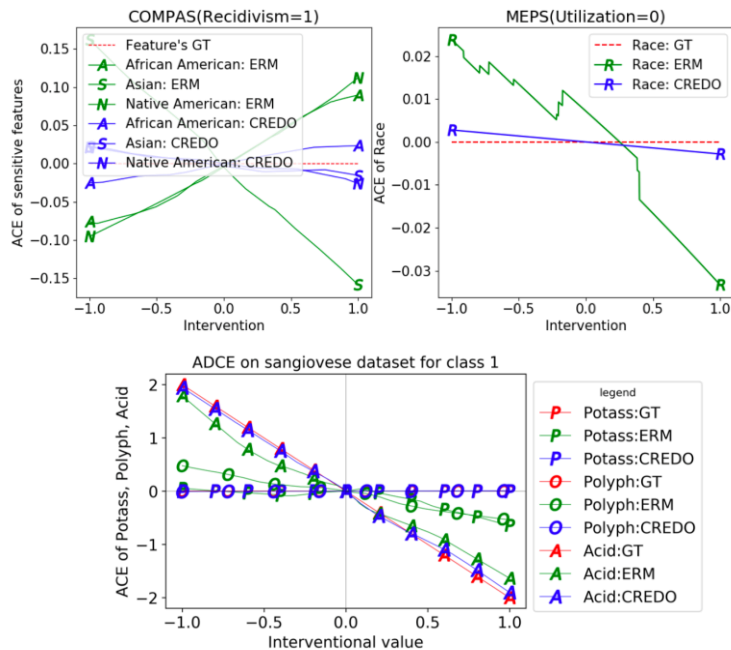 COMPAS(Recidivism=1)
ACE of sensitive features
0.15
0.10
0.05
0.00
−0.05
−0.10
−0.15
Feature's GT
A African American: ERM
S Asian: ERM
N Native American: ERM
A African American: CREDO
S Asian: CREDO
N Native American: CREDO
−1.0 −0.5 0.0 0.5 1.0
Intervention
MEPS(Utilization=0)
ACE of Race
0.02
0.01
0.00
−0.01
−0.02
−0.03
Race: GT
R Race: ERM
R Race: CREDO
−1.0 −0.5 0.0 0.5 1.0
Intervention
ADCE on sangiovese dataset for class 1
ACE of Potass, Polyph, Acid
2
1
0
−1
−2
−1.0 −0.5 0.0 0.5 1.0
Interventional value
legend
P Potass:GT
P Potass:ERM
P Potass:CREDO
O Polyph:GT
O Polyph:ERM
O Polyph:CREDO
A Acid:GT
A Acid:ERM
A Acid:CREDO